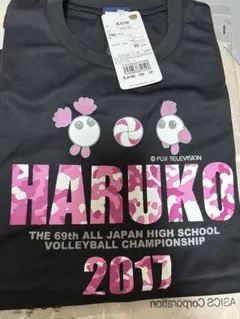 © FUJI TELEVISION
HARUKO
THE 69th ALL JAPAN HIGH SCHOOL
VOLLEYBALL CHAMPIONSHIP
2017
ASICS Corporation